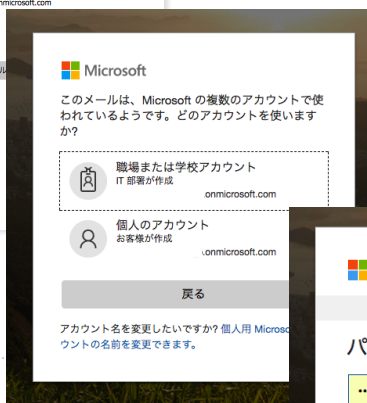 onmicrosoft.com
ル
Microsoft
このメールは、Microsoft の複数のアカウントで使
われているようです。どのアカウントを使います
か?
職場または学校アカウント
IT 部署が作成
.onmicrosoft.com
個人のアカウント
お客様が作成
.onmicrosoft.com
戻る
アカウント名を変更したいですか? 個人用 Microso
ウントの名前を変更できます。
パ